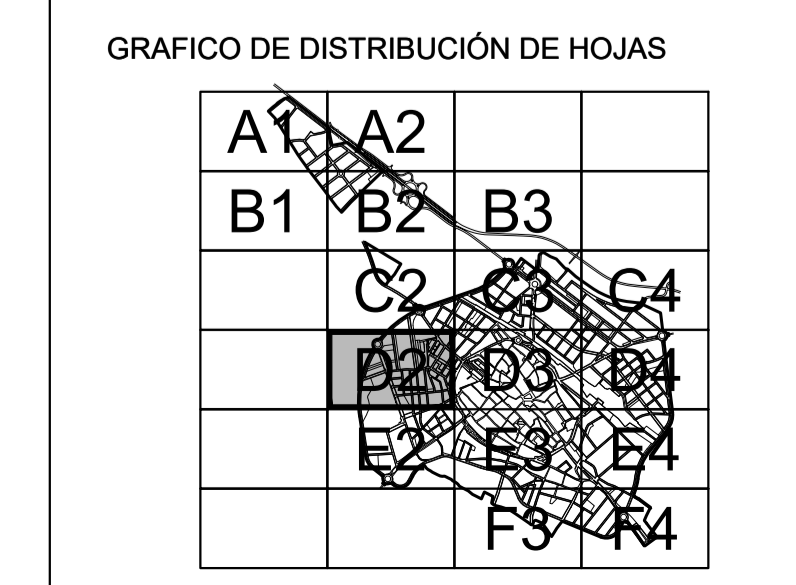 GRAFICO DE DISTRIBUCIÓN DE HOJAS
A1 A2
B1 B2 B3
C2 C3 C4
D2 D3 D4
E2 E3 E4
F3 F4